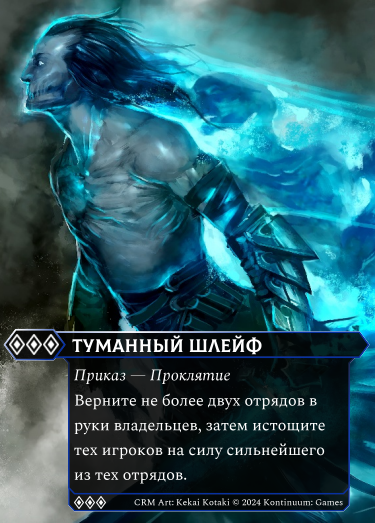 ТУМАННЫЙ ШЛЕЙФ
Приказ — Проклятие
Верните не более двух отрядов в
руки владельцев, затем истощите
тех игроков на силу сильнейшего
из тех отрядов.
CRM Art: Kekai Kotaki © 2024 Kontinuum: Games